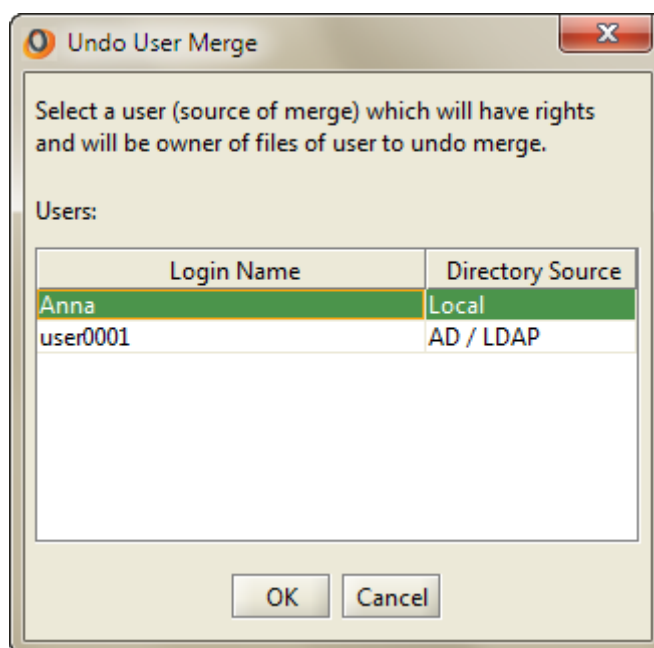 Undo User Merge
Select a user (source of merge) which will have rights
and will be owner of files of user to undo merge.
Users:
Login Name Directory Source
Anna Local
user0001 AD / LDAP
OK Cancel